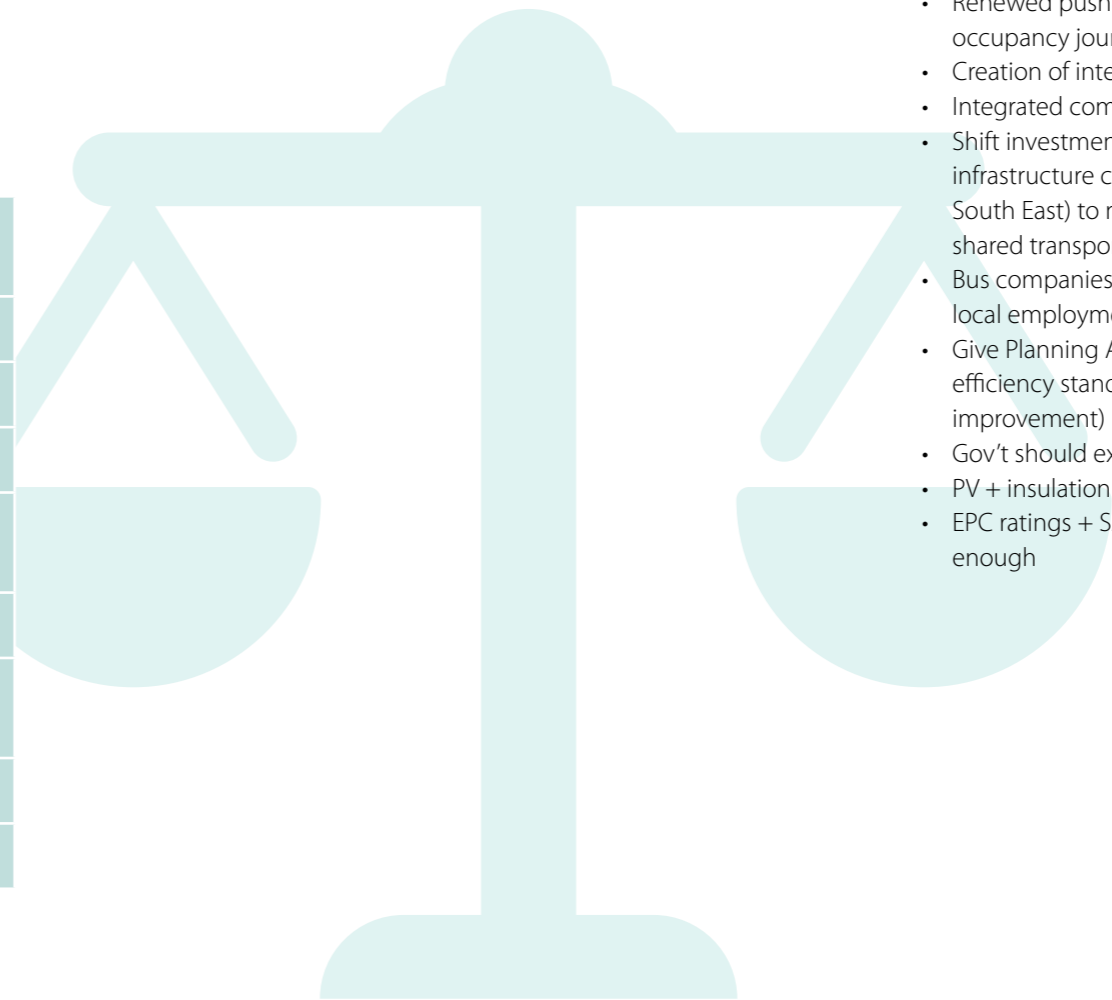 • Renewed push
occupancy jour
• Creation of inte
• Integrated com
• Shift investmen
infrastructure c
South East) to r
shared transpo
• Bus companies
local employme
• Give Planning A
efficiency stand
improvement)
• Gov’t should ex
• PV + insulation
• EPC ratings + S
enough